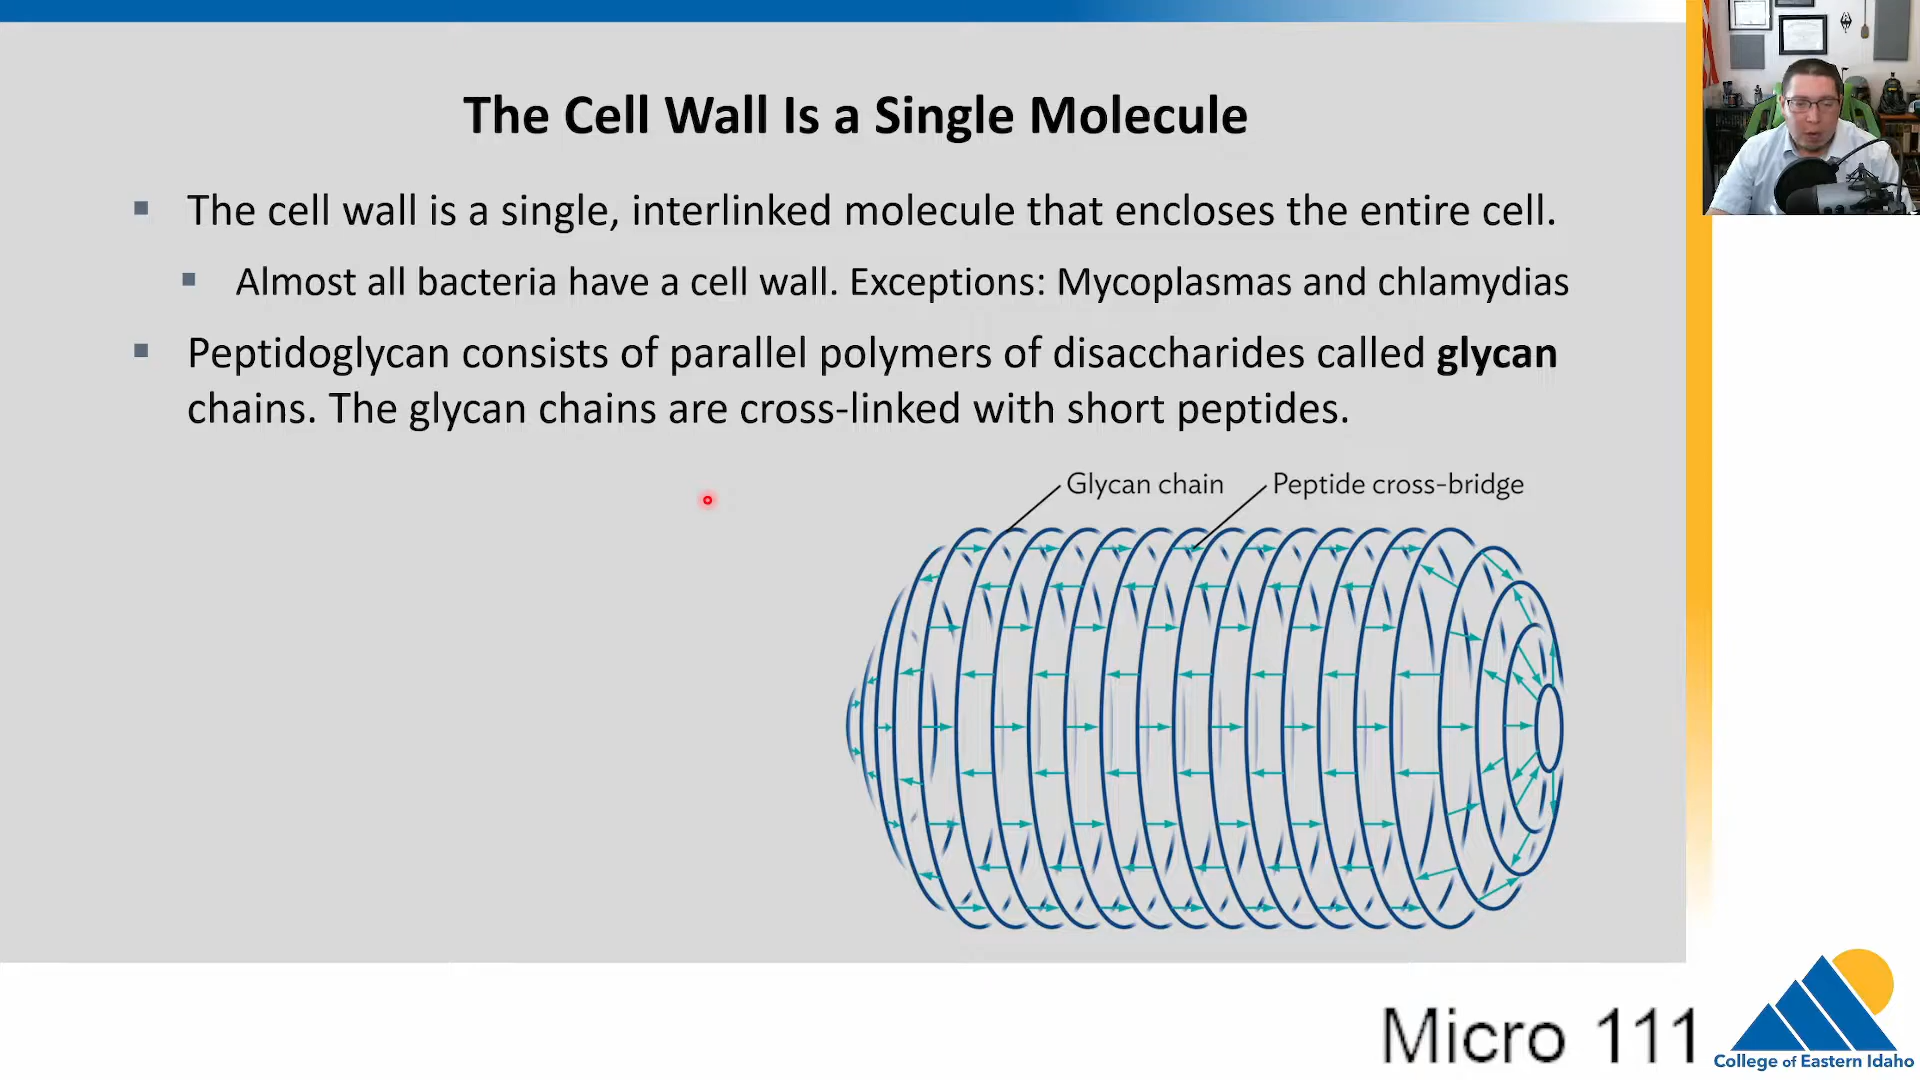 The Cell Wall Is a Single Molecule
▪ The cell wall is a single, interlinked molecule that encloses the entire cell.
▪ Almost all bacteria have a cell wall. Exceptions: Mycoplasmas and chlamydias
▪ Peptidoglycan consists of parallel polymers of disaccharides called glycan
chains. The glycan chains are cross-linked with short peptides.
Glycan chain
Peptide cross-bridge
Micro 111
College of Eastern Idaho